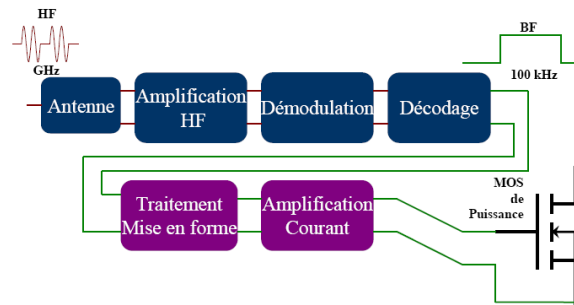 HF
GHz
BF
100 kHz
Antenne
Amplification
HF
Démodulation
Décodage
Traitement
Mise en forme
Amplification
Courant
MOS
de
Puissance